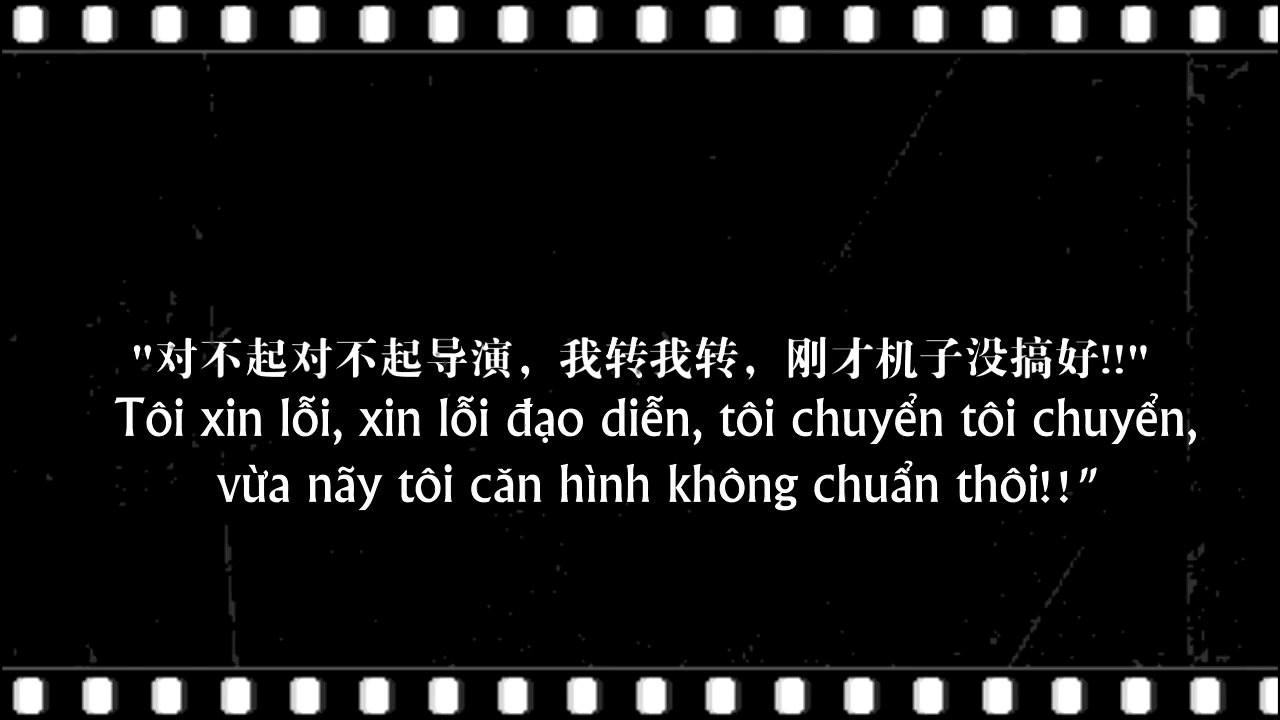 "对不起对不起导演，我转我转，刚才机子没搞好!!"
Tôi xin lỗi, xin lỗi đạo diễn, tôi chuyển tôi chuyển,
vừa nãy tôi căn hình không chuẩn thôi!!”